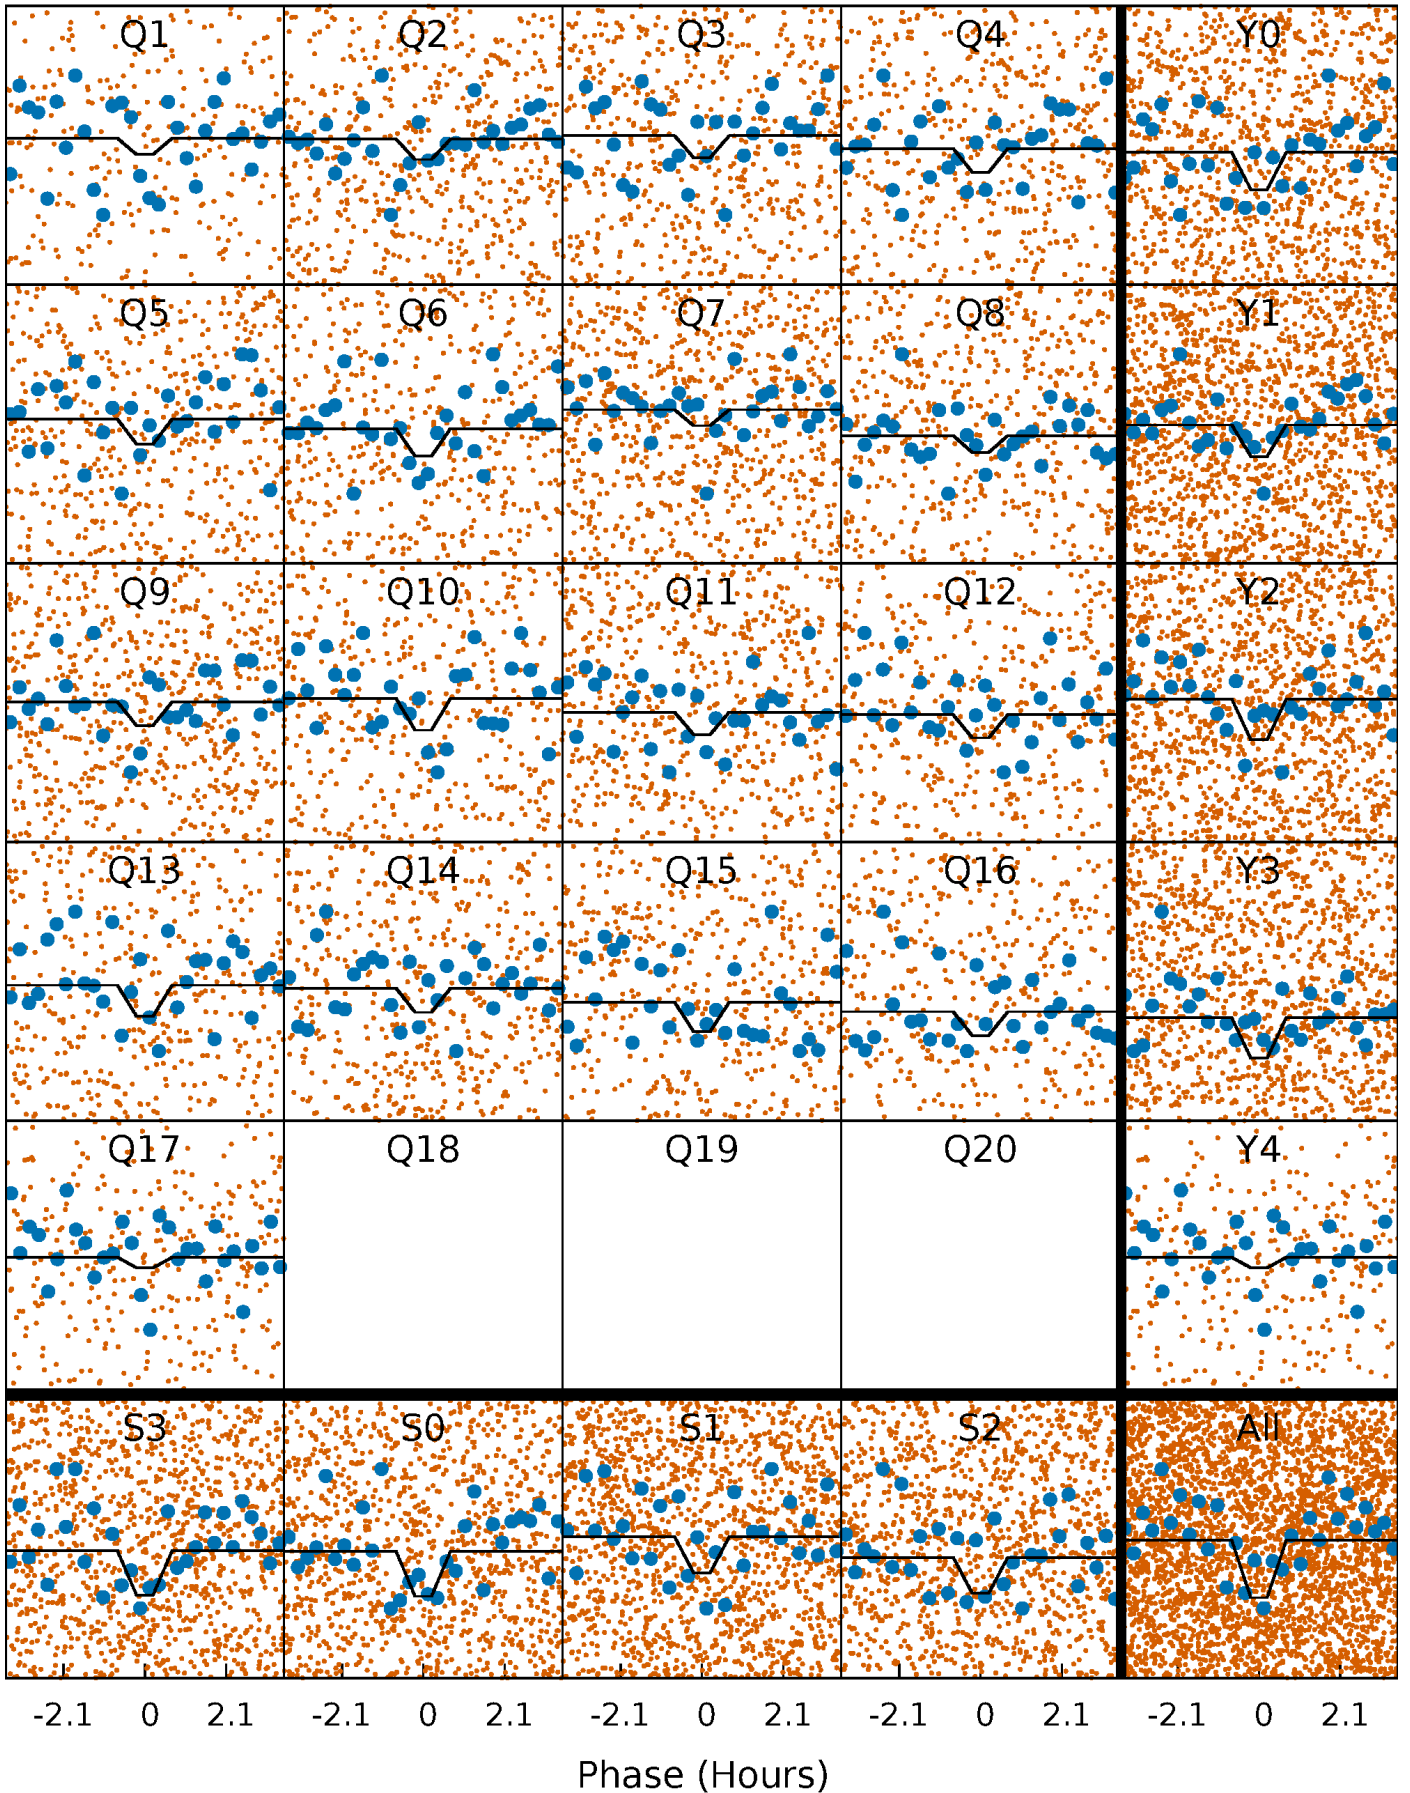 Q1 Q2 Q3 Q4 Y0
Q5 Q6 Q7 Q8 Y1
Q9 Q10 Q11 Q12 Y2
Q13 Q14 Q15 Q16 Y3
Q17 Q18 Q19 Q20 Y4
S3 S0 S1 S2 All
-2.1 0 2.1 -2.1 0 2.1 -2.1 0 2.1 -2.1 0 2.1 -2.1 0 2.1
Phase (Hours)